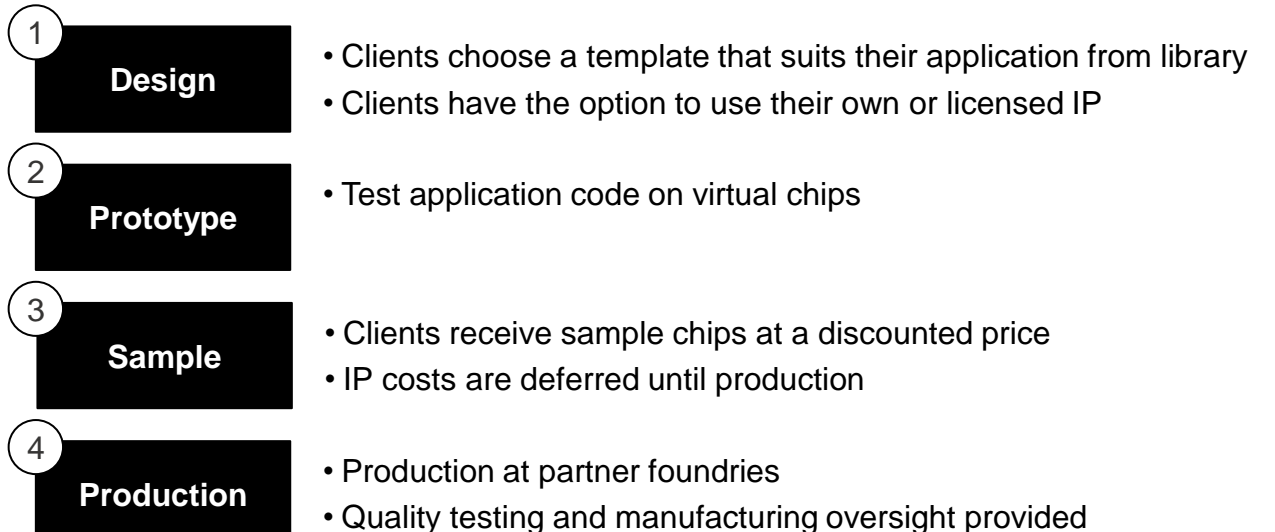 1
Design
• Clients choose a template that suits their application from library
• Clients have the option to use their own or licensed IP
2
Prototype
• Test application code on virtual chips
3
Sample
• Clients receive sample chips at a discounted price
• IP costs are deferred until production
4
Production
• Production at partner foundries
• Quality testing and manufacturing oversight provided